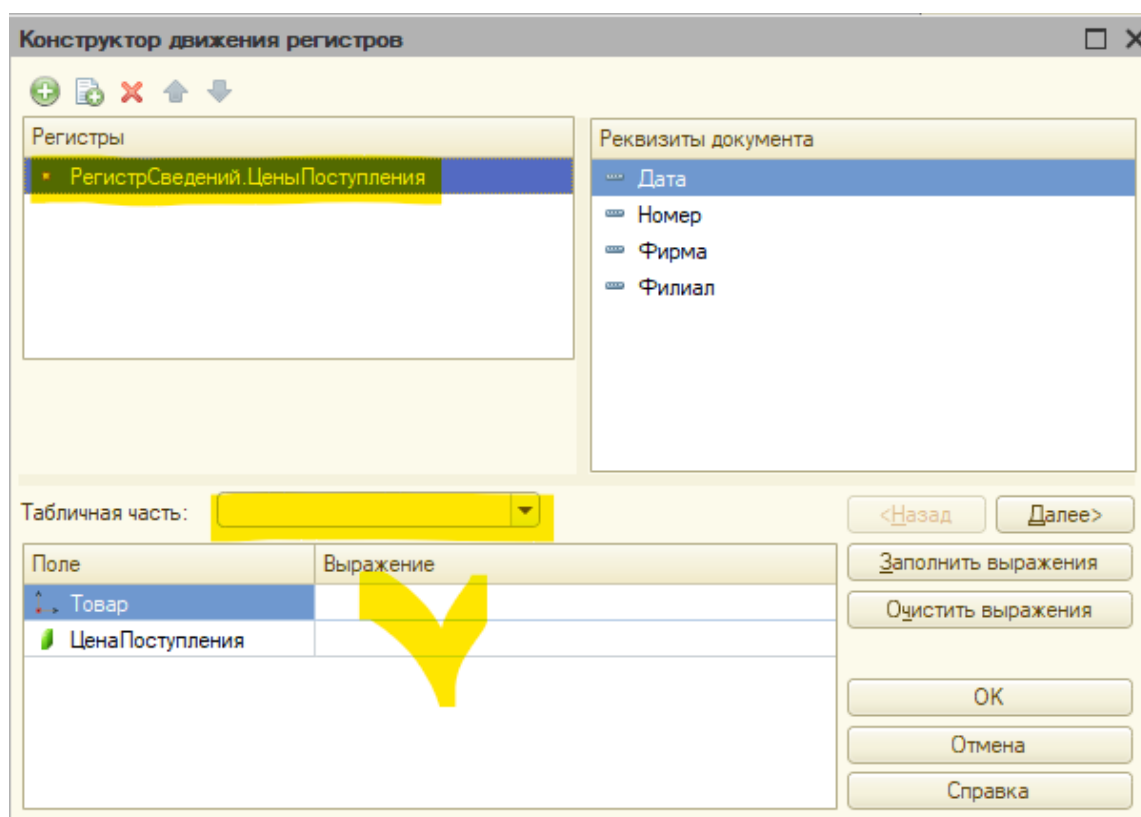 Конструктор движения регистров
Регистры
РегистрСведений.ЦеныПоступления
Реквизиты документа
Дата
Номер
Фирма
Филиал
Табличная часть:
<Назад
Далее>
Поле
Выражение
Товар
ЦенаПоступления
Заполнить выражения
Очистить выражения
OK
Отмена
Справка